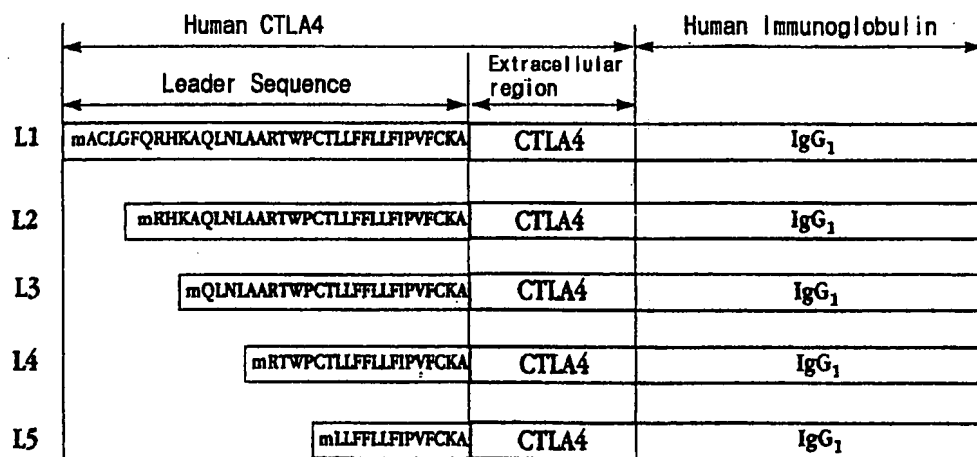 Human CTLA4 Human Immunoglobulin
Leader Sequence Extracellular region
L1 mACLGFQRHKAQLNLAARTWPCTLLFFLLFIPVFCKA CTLA4 IgG₁
L2 mRHKAQLNLAARTWPCTLLFFLLFIPVFCKA CTLA4 IgG₁
L3 mQLNLAARTWPCTLLFFLLFIPVFCKA CTLA4 IgG₁
L4 mRTWPCTLLFFLLFIPVFCKA CTLA4 IgG₁
L5 mLLFFLLFIPVFCKA CTLA4 IgG₁